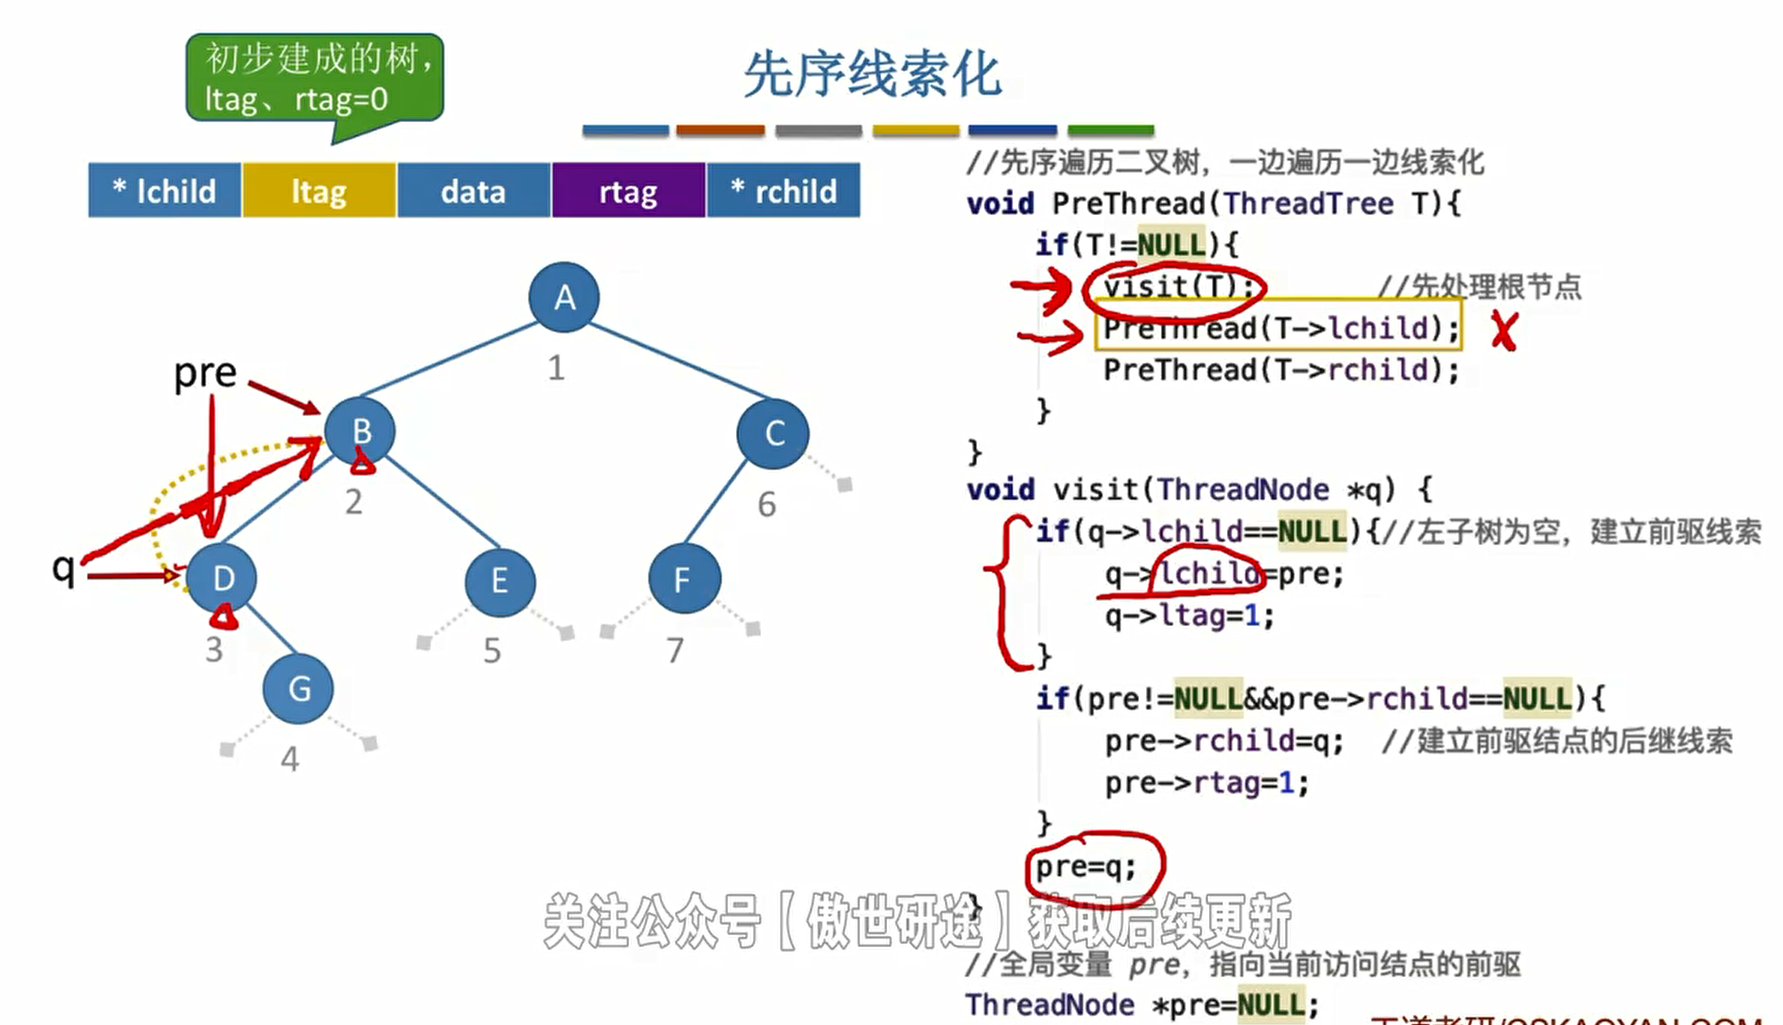 初步建成的树，
ltag、rtag=0
先序线索化
* lchild ltag data rtag * rchild
A
1
pre
B
2
C
6
q
D
3
E
5
F
7
G
4
//先序遍历二叉树，一边遍历一边线索化
void PreThread(ThreadTree T){
if(T!=NULL){
visit(T); //先处理根节点
PreThread(T->lchild);
PreThread(T->rchild);
}
}
void visit(ThreadNode *q) {
if(q->lchild==NULL){//左子树为空，建立前驱线索
q->lchild=pre;
q->ltag=1;
}
if(pre!=NULL&&pre->rchild==NULL){
pre->rchild=q; //建立前驱结点的后继线索
pre->rtag=1;
}
pre=q;
}
关注公众号【傲世研途】获取后续更新
//全局变量 pre，指向当前访问结点的前驱
ThreadNode *pre=NULL;
王道考研/CSKAOYAN.COM